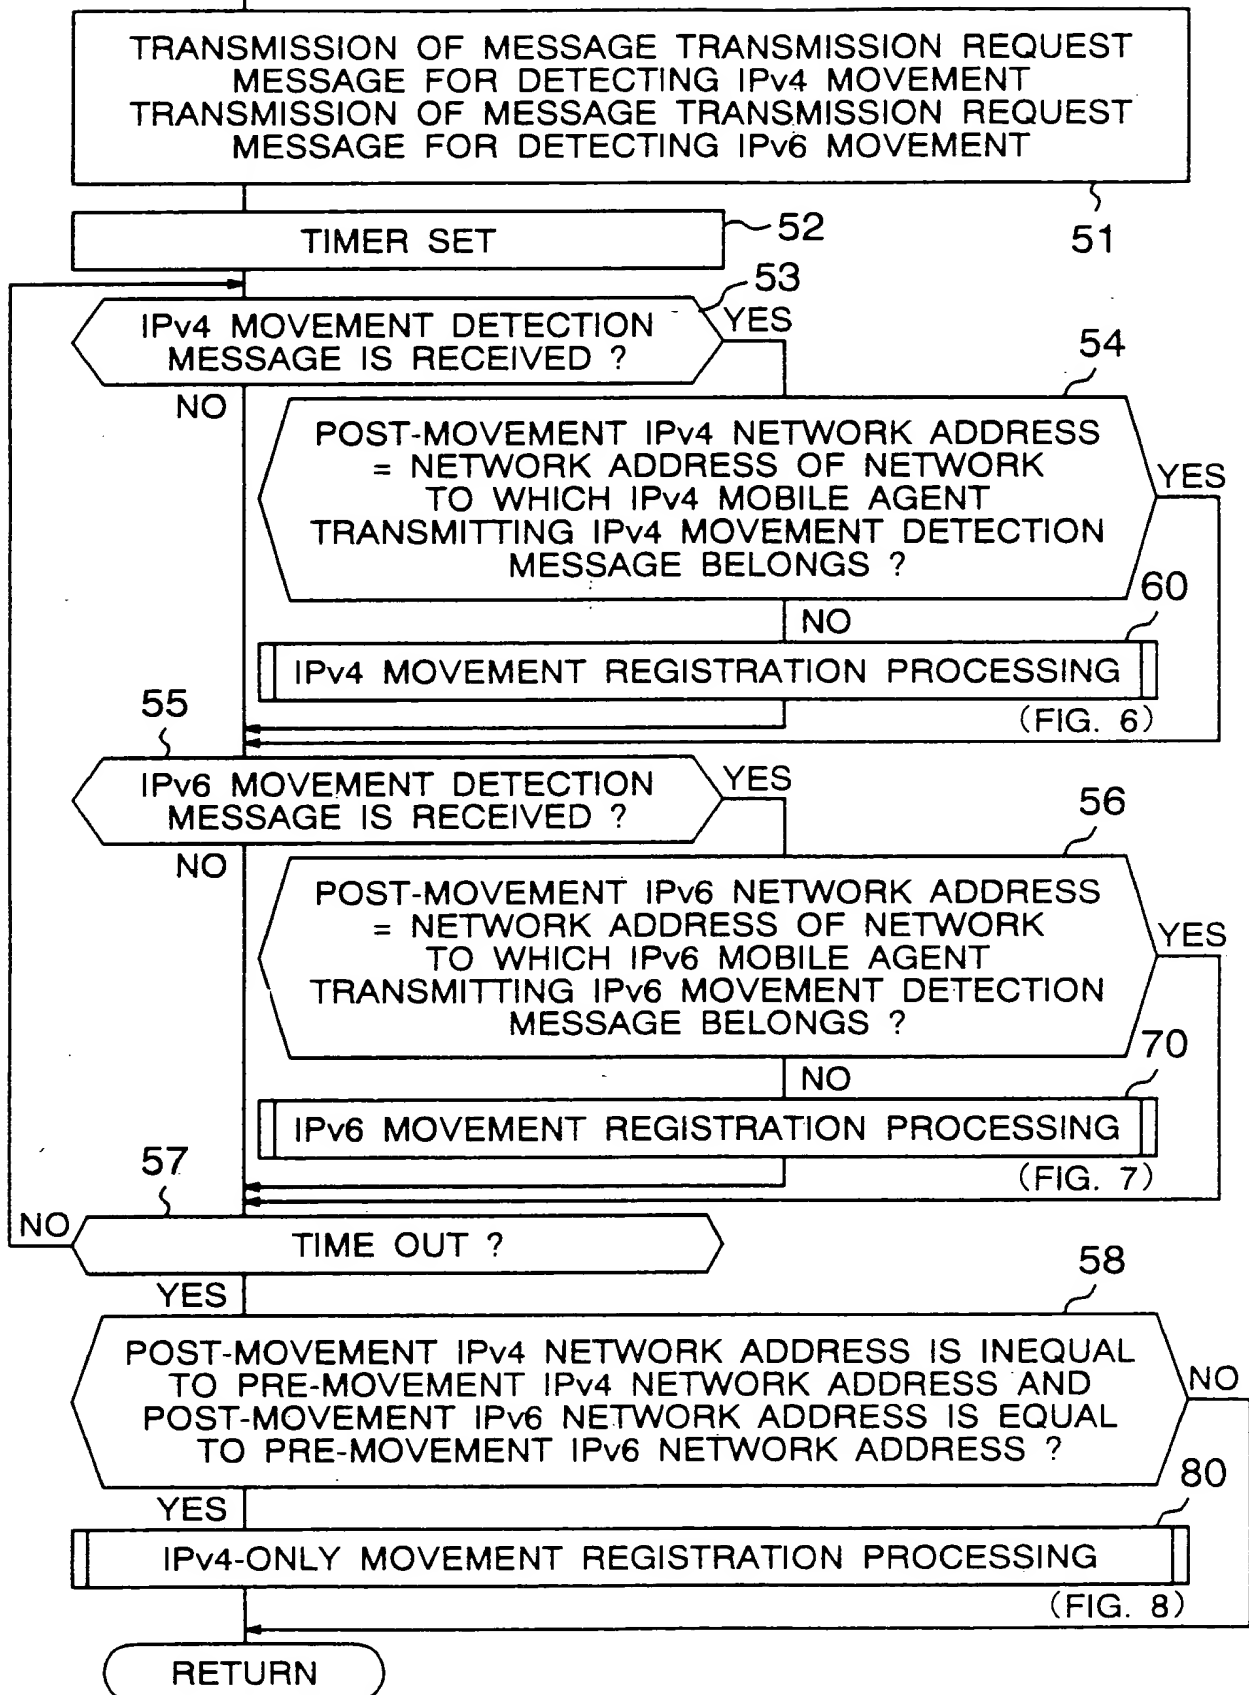 TRANSMISSION OF MESSAGE TRANSMISSION REQUEST
MESSAGE FOR DETECTING IPv4 MOVEMENT
TRANSMISSION OF MESSAGE TRANSMISSION REQUEST
MESSAGE FOR DETECTING IPv6 MOVEMENT
51
TIMER SET
52
53
IPv4 MOVEMENT DETECTION
MESSAGE IS RECEIVED ?
YES
NO
54
POST-MOVEMENT IPv4 NETWORK ADDRESS
= NETWORK ADDRESS OF NETWORK
TO WHICH IPv4 MOBILE AGENT
TRANSMITTING IPv4 MOVEMENT DETECTION
MESSAGE BELONGS ?
YES
NO
60
IPv4 MOVEMENT REGISTRATION PROCESSING
(FIG. 6)
55
IPv6 MOVEMENT DETECTION
MESSAGE IS RECEIVED ?
YES
NO
56
POST-MOVEMENT IPv6 NETWORK ADDRESS
= NETWORK ADDRESS OF NETWORK
TO WHICH IPv6 MOBILE AGENT
TRANSMITTING IPv6 MOVEMENT DETECTION
MESSAGE BELONGS ?
YES
NO
70
IPv6 MOVEMENT REGISTRATION PROCESSING
(FIG. 7)
57
NO
TIME OUT ?
YES
58
POST-MOVEMENT IPv4 NETWORK ADDRESS IS INEQUAL
TO PRE-MOVEMENT IPv4 NETWORK ADDRESS AND
POST-MOVEMENT IPv6 NETWORK ADDRESS IS EQUAL
TO PRE-MOVEMENT IPv6 NETWORK ADDRESS ?
NO
YES
80
IPv4-ONLY MOVEMENT REGISTRATION PROCESSING
(FIG. 8)
RETURN